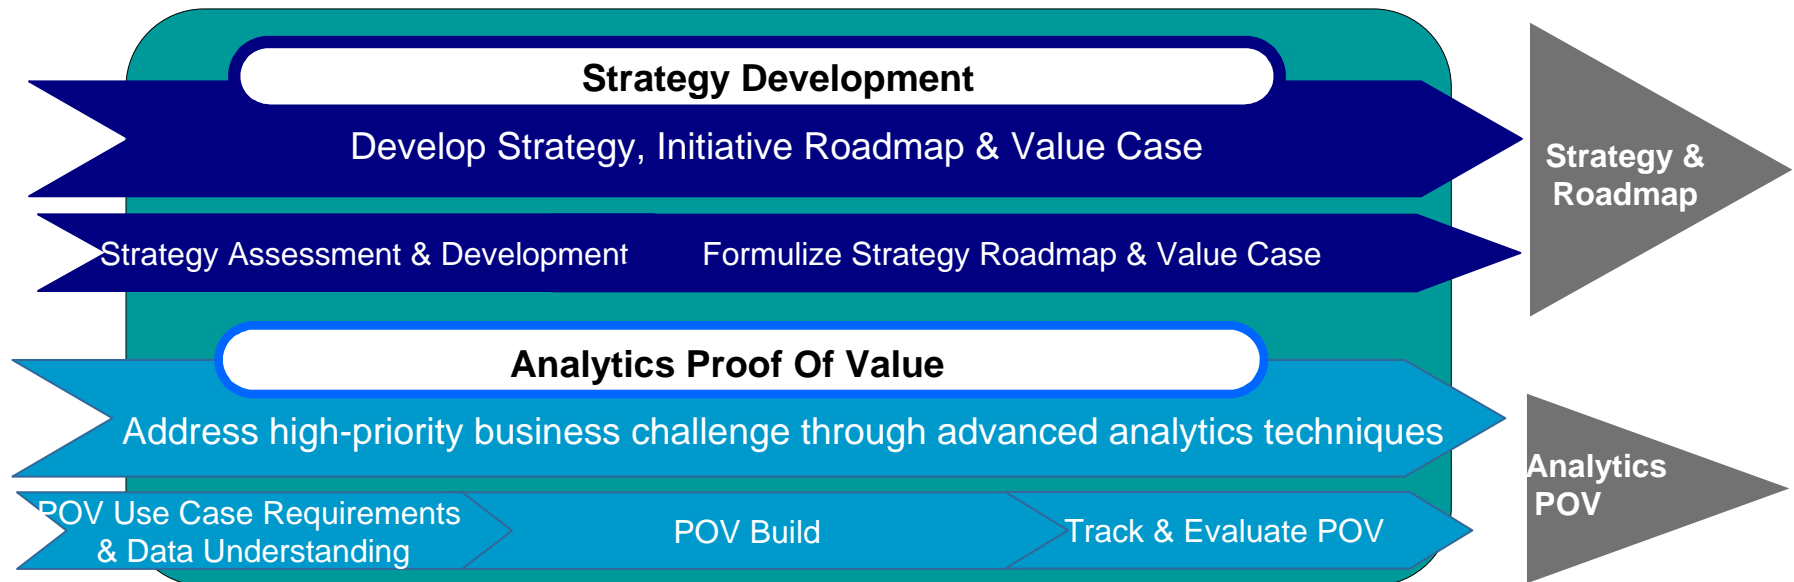 Strategy Development
Develop Strategy, Initiative Roadmap & Value Case
Strategy &
Roadmap
Strategy Assessment & Development
Formulize Strategy Roadmap & Value Case
Analytics Proof Of Value
Address high-priority business challenge through advanced analytics techniques
Analytics
POV
POV Use Case Requirements
& Data Understanding
POV Build
Track & Evaluate POV